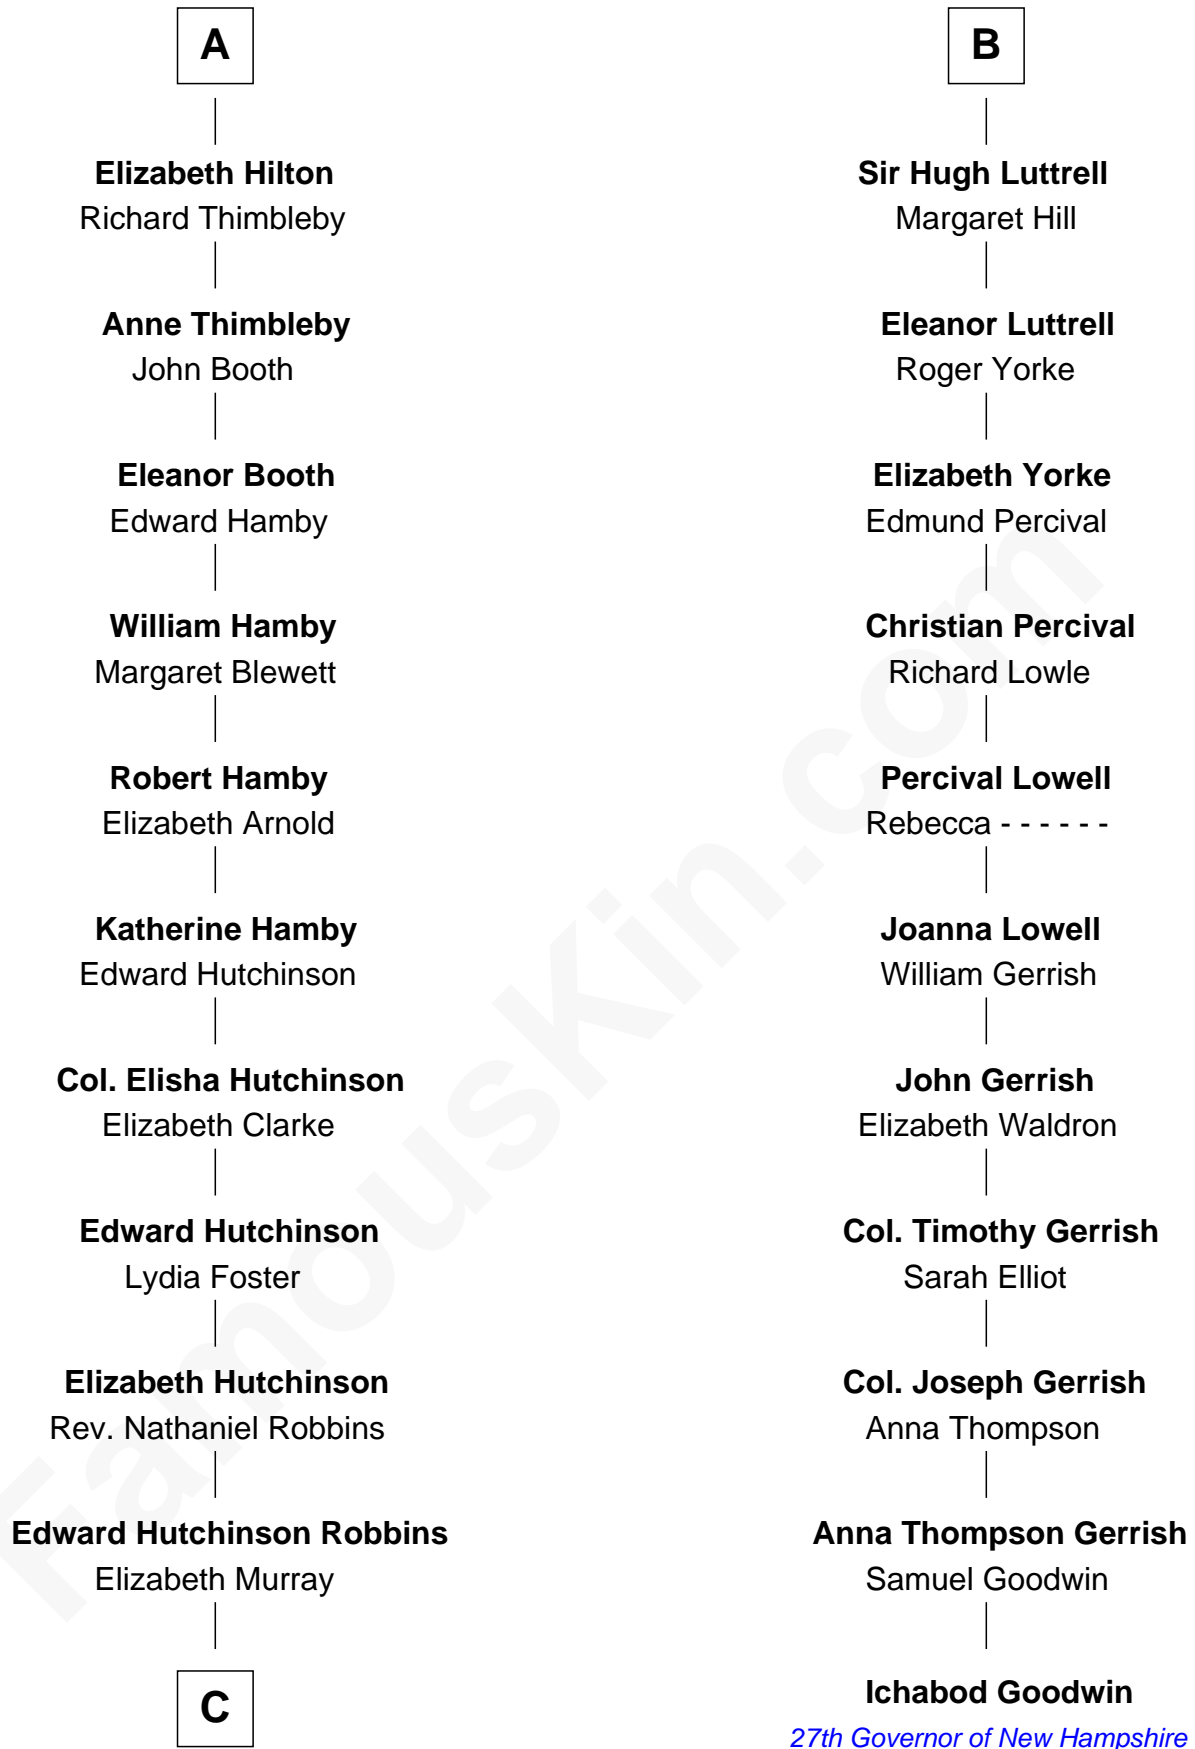 A
Elizabeth Hilton
Richard Thimbleby
Anne Thimbleby
John Booth
Eleanor Booth
Edward Hamby
William Hamby
Margaret Blewett
Robert Hamby
Elizabeth Arnold
Katherine Hamby
Edward Hutchinson
Col. Elisha Hutchinson
Elizabeth Clarke
Edward Hutchinson
Lydia Foster
Elizabeth Hutchinson
Rev. Nathaniel Robbins
Edward Hutchinson Robbins
Elizabeth Murray
C
B
Sir Hugh Luttrell
Margaret Hill
Eleanor Luttrell
Roger Yorke
Elizabeth Yorke
Edmund Percival
Christian Percival
Richard Lowle
Percival Lowell
Rebecca - - - - - -
Joanna Lowell
William Gerrish
John Gerrish
Elizabeth Waldron
Col. Timothy Gerrish
Sarah Elliot
Col. Joseph Gerrish
Anna Thompson
Anna Thompson Gerrish
Samuel Goodwin
Ichabod Goodwin
27th Governor of New Hampshire
FamousKin.com